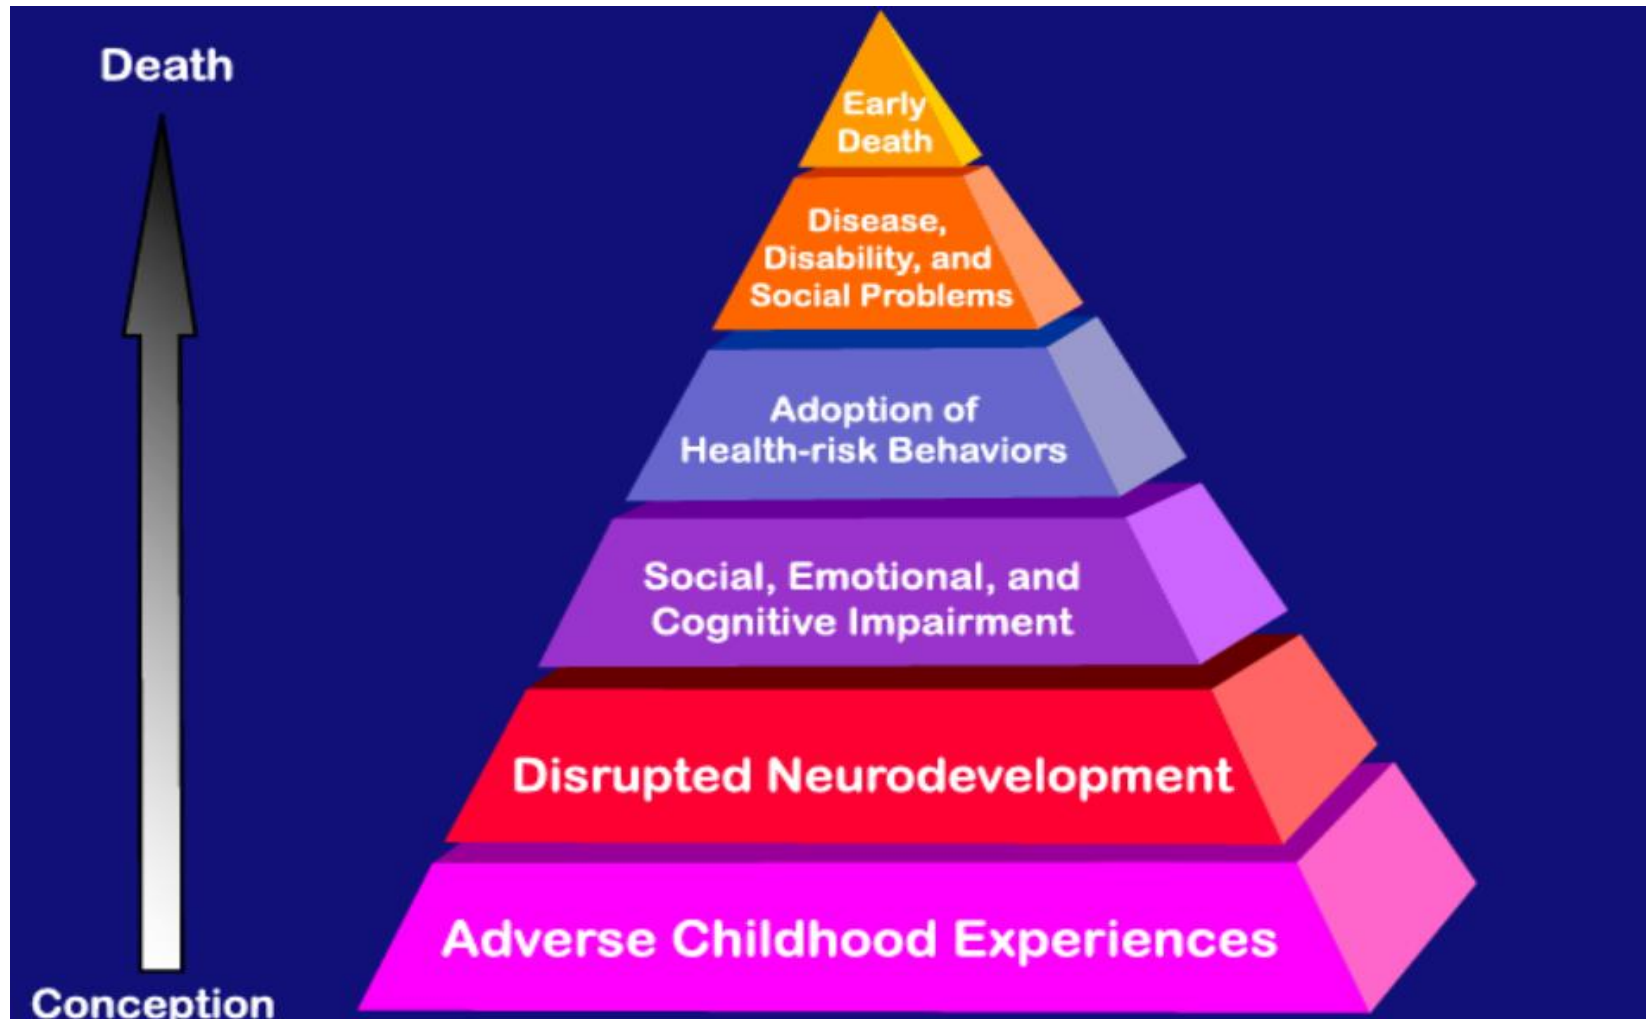 Death
Early
Death
Disease,
Disability, and
Social Problems
Adoption of
Health-risk Behaviors
Social, Emotional, and
Cognitive Impairment
Disrupted Neurodevelopment
Adverse Childhood Experiences
Conception